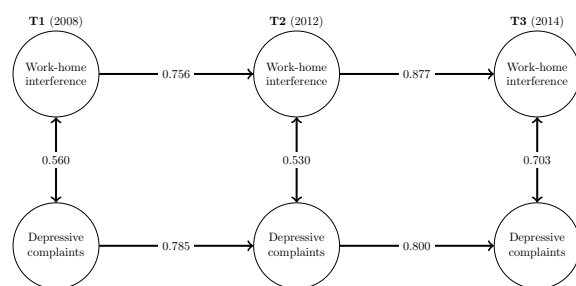 T1 (2008) T2 (2012) T3 (2014)
Work-home
interference
0.756
Work-home
interference
0.877
Work-home
interference
0.560 0.530 0.703
Depressive
complaints
0.785
Depressive
complaints
0.800
Depressive
complaints